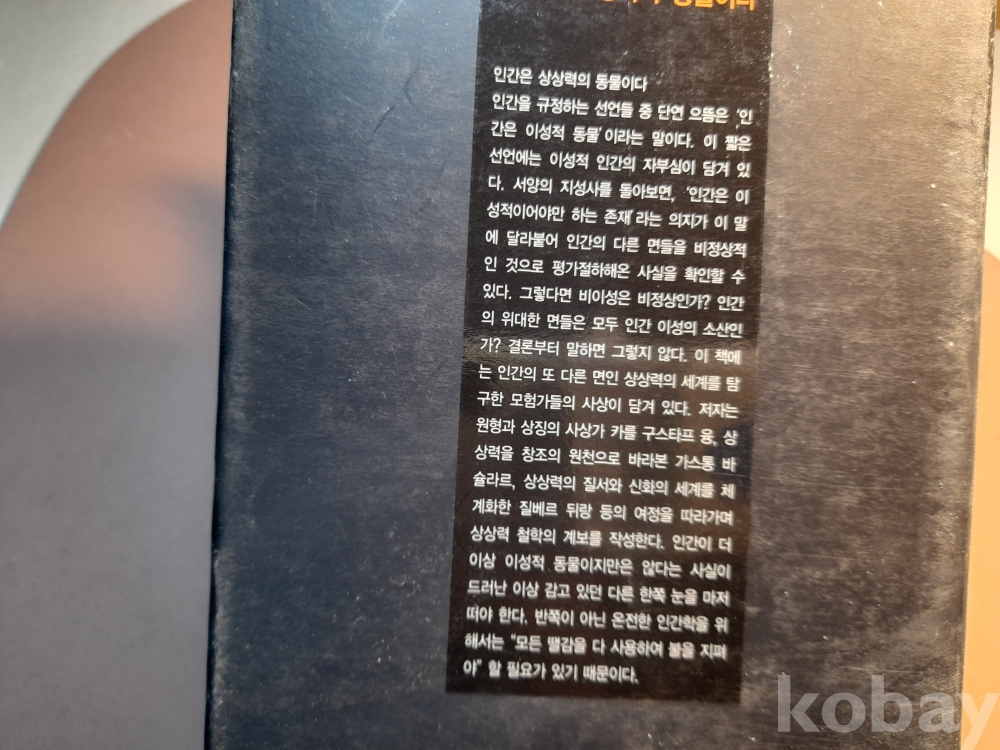 인간은 상상력의 동물이다
인간을 규정하는 선언들 중 단연 으뜸은 '인
간은 이성적 동물'이라는 말이다. 이 짧은
선언에는 이성적 인간의 자부심이 담겨 있
다. 서양의 지성사를 돌아보면, '인간은 이
성적이어야만 하는 존재'라는 의지가 이 말
에 달라붙어 인간의 다른 면들을 비정상적
인 것으로 평가절하해온 사실을 확인할 수
있다. 그렇다면 비이성은 비정상인가? 인간
의 위대한 면들은 모두 인간 이성의 소산인
가? 결론부터 말하면 그렇지 않다. 이 책에
는 인간의 또 다른 면인 상상력의 세계를 탐
구한 모험가들의 사상이 담겨 있다. 저자는
원형과 상징의 사상가 카를 구스타프 융, 상
상력을 창조의 원천으로 바라본 가스통 바
슐라르, 상상력의 질서와 신화의 세계를 체
계화한 질베르 뒤랑 등의 여정을 따라가며
상상력 철학의 계보를 작성한다. 인간이 더
이상 이성적 동물이지만은 않다는 사실이
드러난 이상 감고 있던 다른 한쪽 눈을 마저
떠야 한다. 반쪽이 아닌 온전한 인간학을 위
해서는 "모든 땔감을 다 사용하여 불을 지펴
야" 할 필요가 있기 때문이다.
kobay